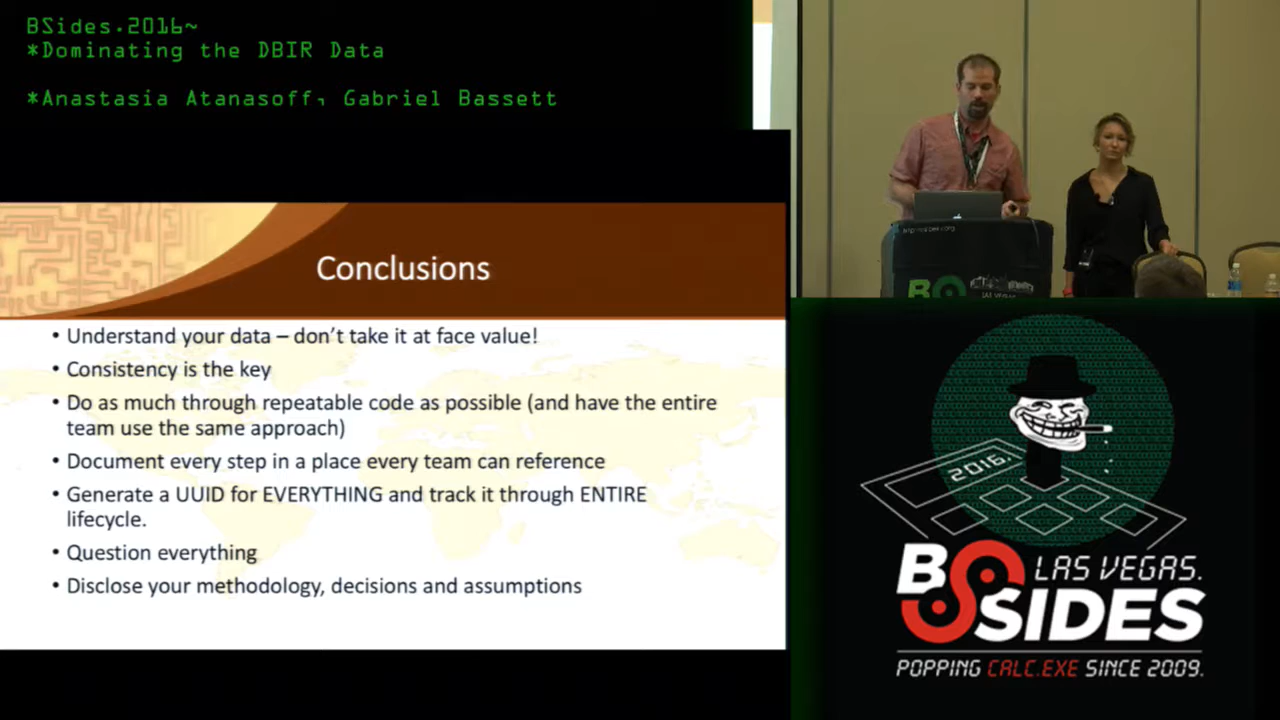 BSides.2016~
*Dominating the DBIR Data
*Anastasia Atanasoff, Gabriel Bassett
Conclusions
• Understand your data – don't take it at face value!
• Consistency is the key
• Do as much through repeatable code as possible (and have the entire
team use the same approach)
• Document every step in a place every team can reference
• Generate a UUID for EVERYTHING and track it through ENTIRE
lifecycle.
• Question everything
• Disclose your methodology, decisions and assumptions
2016.
BSIDES
LAS VEGAS.
POPPING CALC.EXE SINCE 2009.